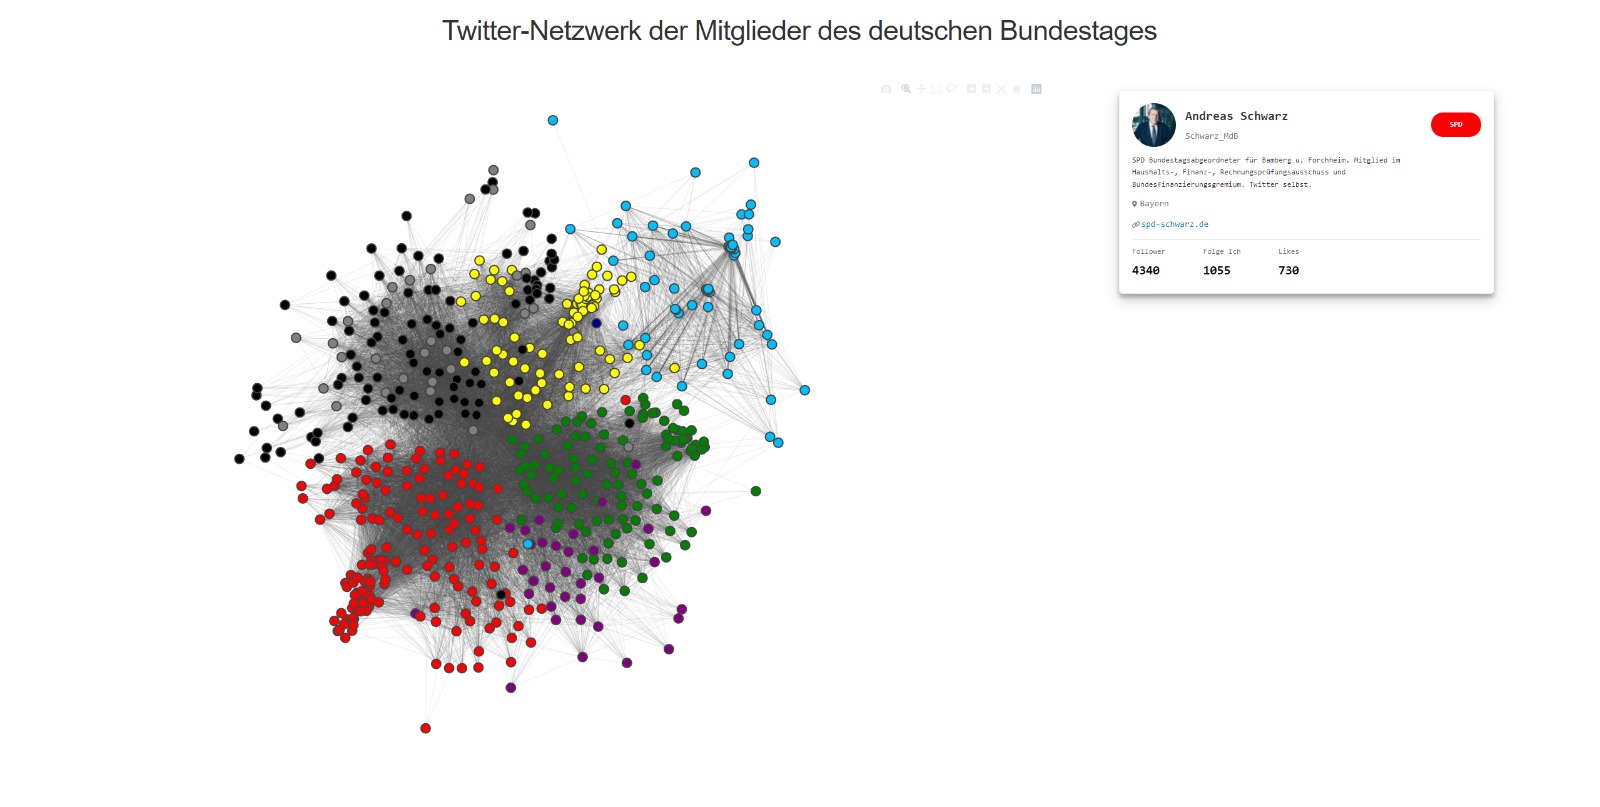 Twitter-Netzwerk der Mitglieder des deutschen Bundestages
Andreas Schwarz
SPD
Schwarz_MdB
SPD Bundestagsabgeordneter für Bamberg u. Forchheim. Mitglied im
Haushalts-, Finanz-, Rechnungsprüfungsausschuss und
Bundesfinanzierungsgremium. Twitter selbst.
Bayern
spd-schwarz.de
Follower Folge Ich Likes
4340 1055 730